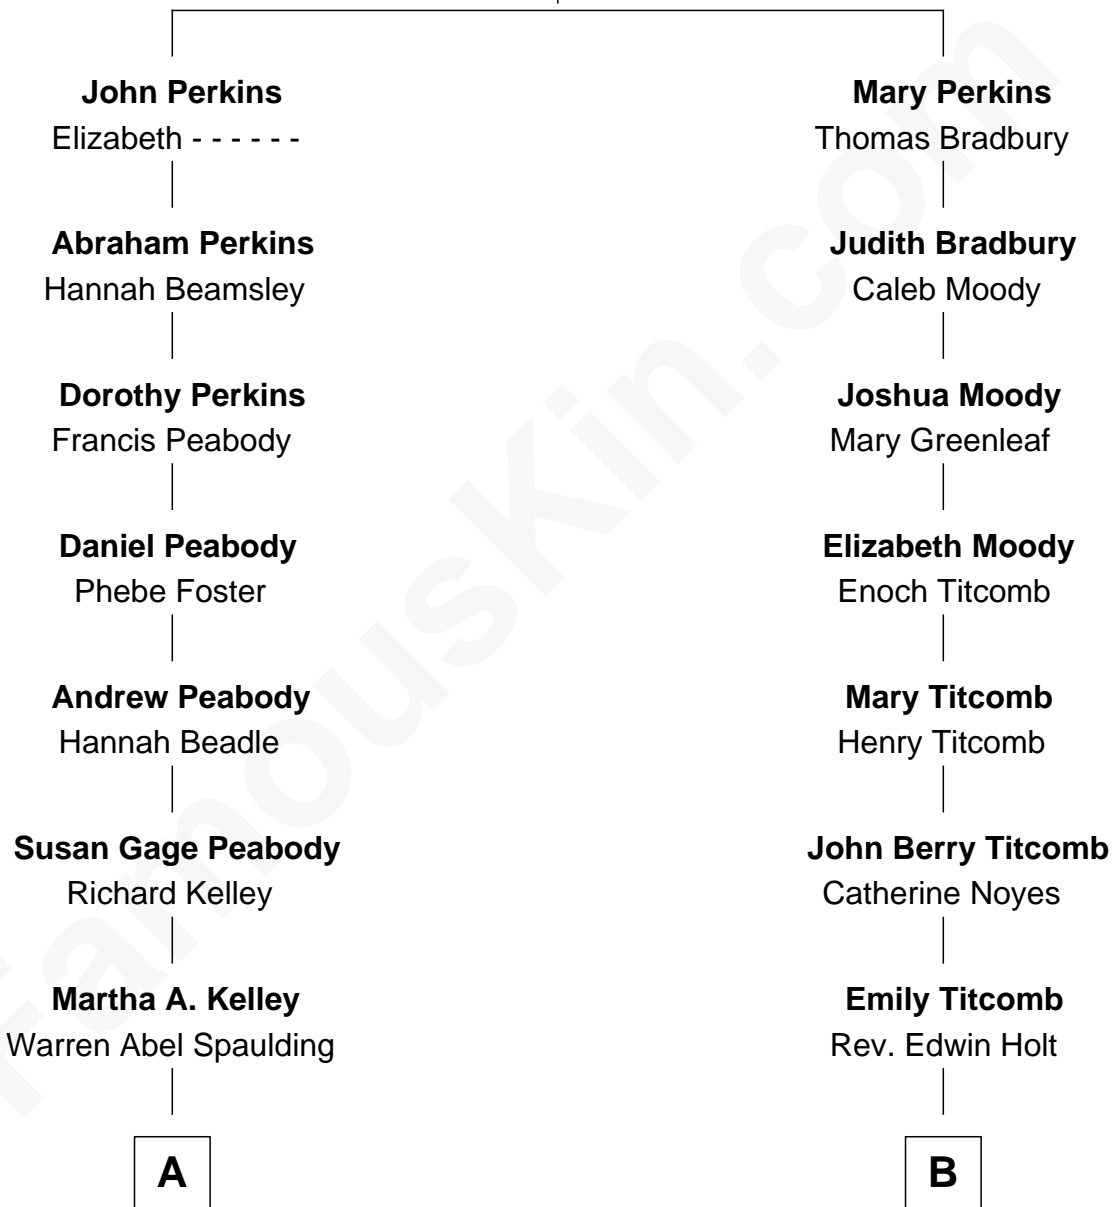 John Perkins
Elizabeth - - - - - -
Mary Perkins
Thomas Bradbury
Abraham Perkins
Hannah Beamsley
Judith Bradbury
Caleb Moody
Dorothy Perkins
Francis Peabody
Joshua Moody
Mary Greenleaf
Daniel Peabody
Phebe Foster
Elizabeth Moody
Enoch Titcomb
Andrew Peabody
Hannah Beadle
Mary Titcomb
Henry Titcomb
Susan Gage Peabody
Richard Kelley
John Berry Titcomb
Catherine Noyes
Martha A. Kelley
Warren Abel Spaulding
Emily Titcomb
Rev. Edwin Holt
A
B
FamousKin.com